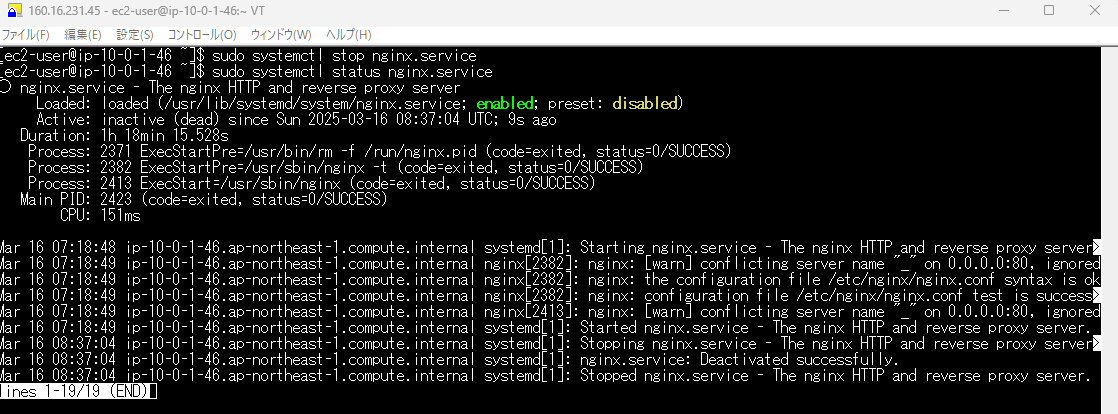 160.16.231.45 - ec2-user@ip-10-0-1-46:~ VT
ファイル(F) 編集(E) 設定(S) コントロール(O) ウィンドウ(W) ヘルプ(H)
[ec2-user@ip-10-0-1-46 ~]$ sudo systemctl stop nginx.service
[ec2-user@ip-10-0-1-46 ~]$ sudo systemctl status nginx.service
○ nginx.service - The nginx HTTP and reverse proxy server
Loaded: loaded (/usr/lib/systemd/system/nginx.service; enabled; preset: disabled)
Active: inactive (dead) since Sun 2025-03-16 08:37:04 UTC; 9s ago
Duration: 1h 18min 15.528s
Process: 2371 ExecStartPre=/usr/bin/rm -f /run/nginx.pid (code=exited, status=0/SUCCESS)
Process: 2382 ExecStartPre=/usr/sbin/nginx -t (code=exited, status=0/SUCCESS)
Process: 2413 ExecStart=/usr/sbin/nginx (code=exited, status=0/SUCCESS)
Main PID: 2423 (code=exited, status=0/SUCCESS)
CPU: 151ms
Mar 16 07:18:48 ip-10-0-1-46.ap-northeast-1.compute.internal systemd[1]: Starting nginx.service - The nginx HTTP and reverse proxy server>
Mar 16 07:18:49 ip-10-0-1-46.ap-northeast-1.compute.internal nginx[2382]: nginx: [warn] conflicting server name "_" on 0.0.0.0:80, ignored
Mar 16 07:18:49 ip-10-0-1-46.ap-northeast-1.compute.internal nginx[2382]: nginx: the configuration file /etc/nginx/nginx.conf syntax is ok
Mar 16 07:18:49 ip-10-0-1-46.ap-northeast-1.compute.internal nginx[2382]: nginx: configuration file /etc/nginx/nginx.conf test is success>
Mar 16 07:18:49 ip-10-0-1-46.ap-northeast-1.compute.internal nginx[2413]: nginx: [warn] conflicting server name "_" on 0.0.0.0:80, ignored
Mar 16 07:18:49 ip-10-0-1-46.ap-northeast-1.compute.internal systemd[1]: Started nginx.service - The nginx HTTP and reverse proxy server.
Mar 16 08:37:04 ip-10-0-1-46.ap-northeast-1.compute.internal systemd[1]: Stopping nginx.service - The nginx HTTP and reverse proxy server>
Mar 16 08:37:04 ip-10-0-1-46.ap-northeast-1.compute.internal systemd[1]: nginx.service: Deactivated successfully.
Mar 16 08:37:04 ip-10-0-1-46.ap-northeast-1.compute.internal systemd[1]: Stopped nginx.service - The nginx HTTP and reverse proxy server.
lines 1-19/19 (END)